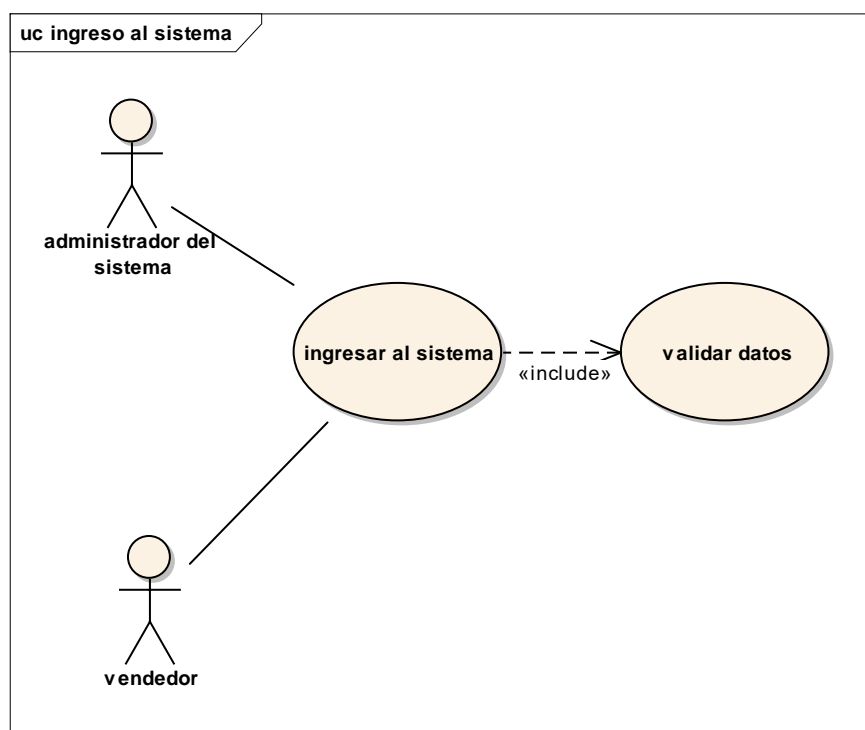 uc ingreso al sistema
administrador del
sistema
ingresar al sistema
«include»
validar datos
vendedor